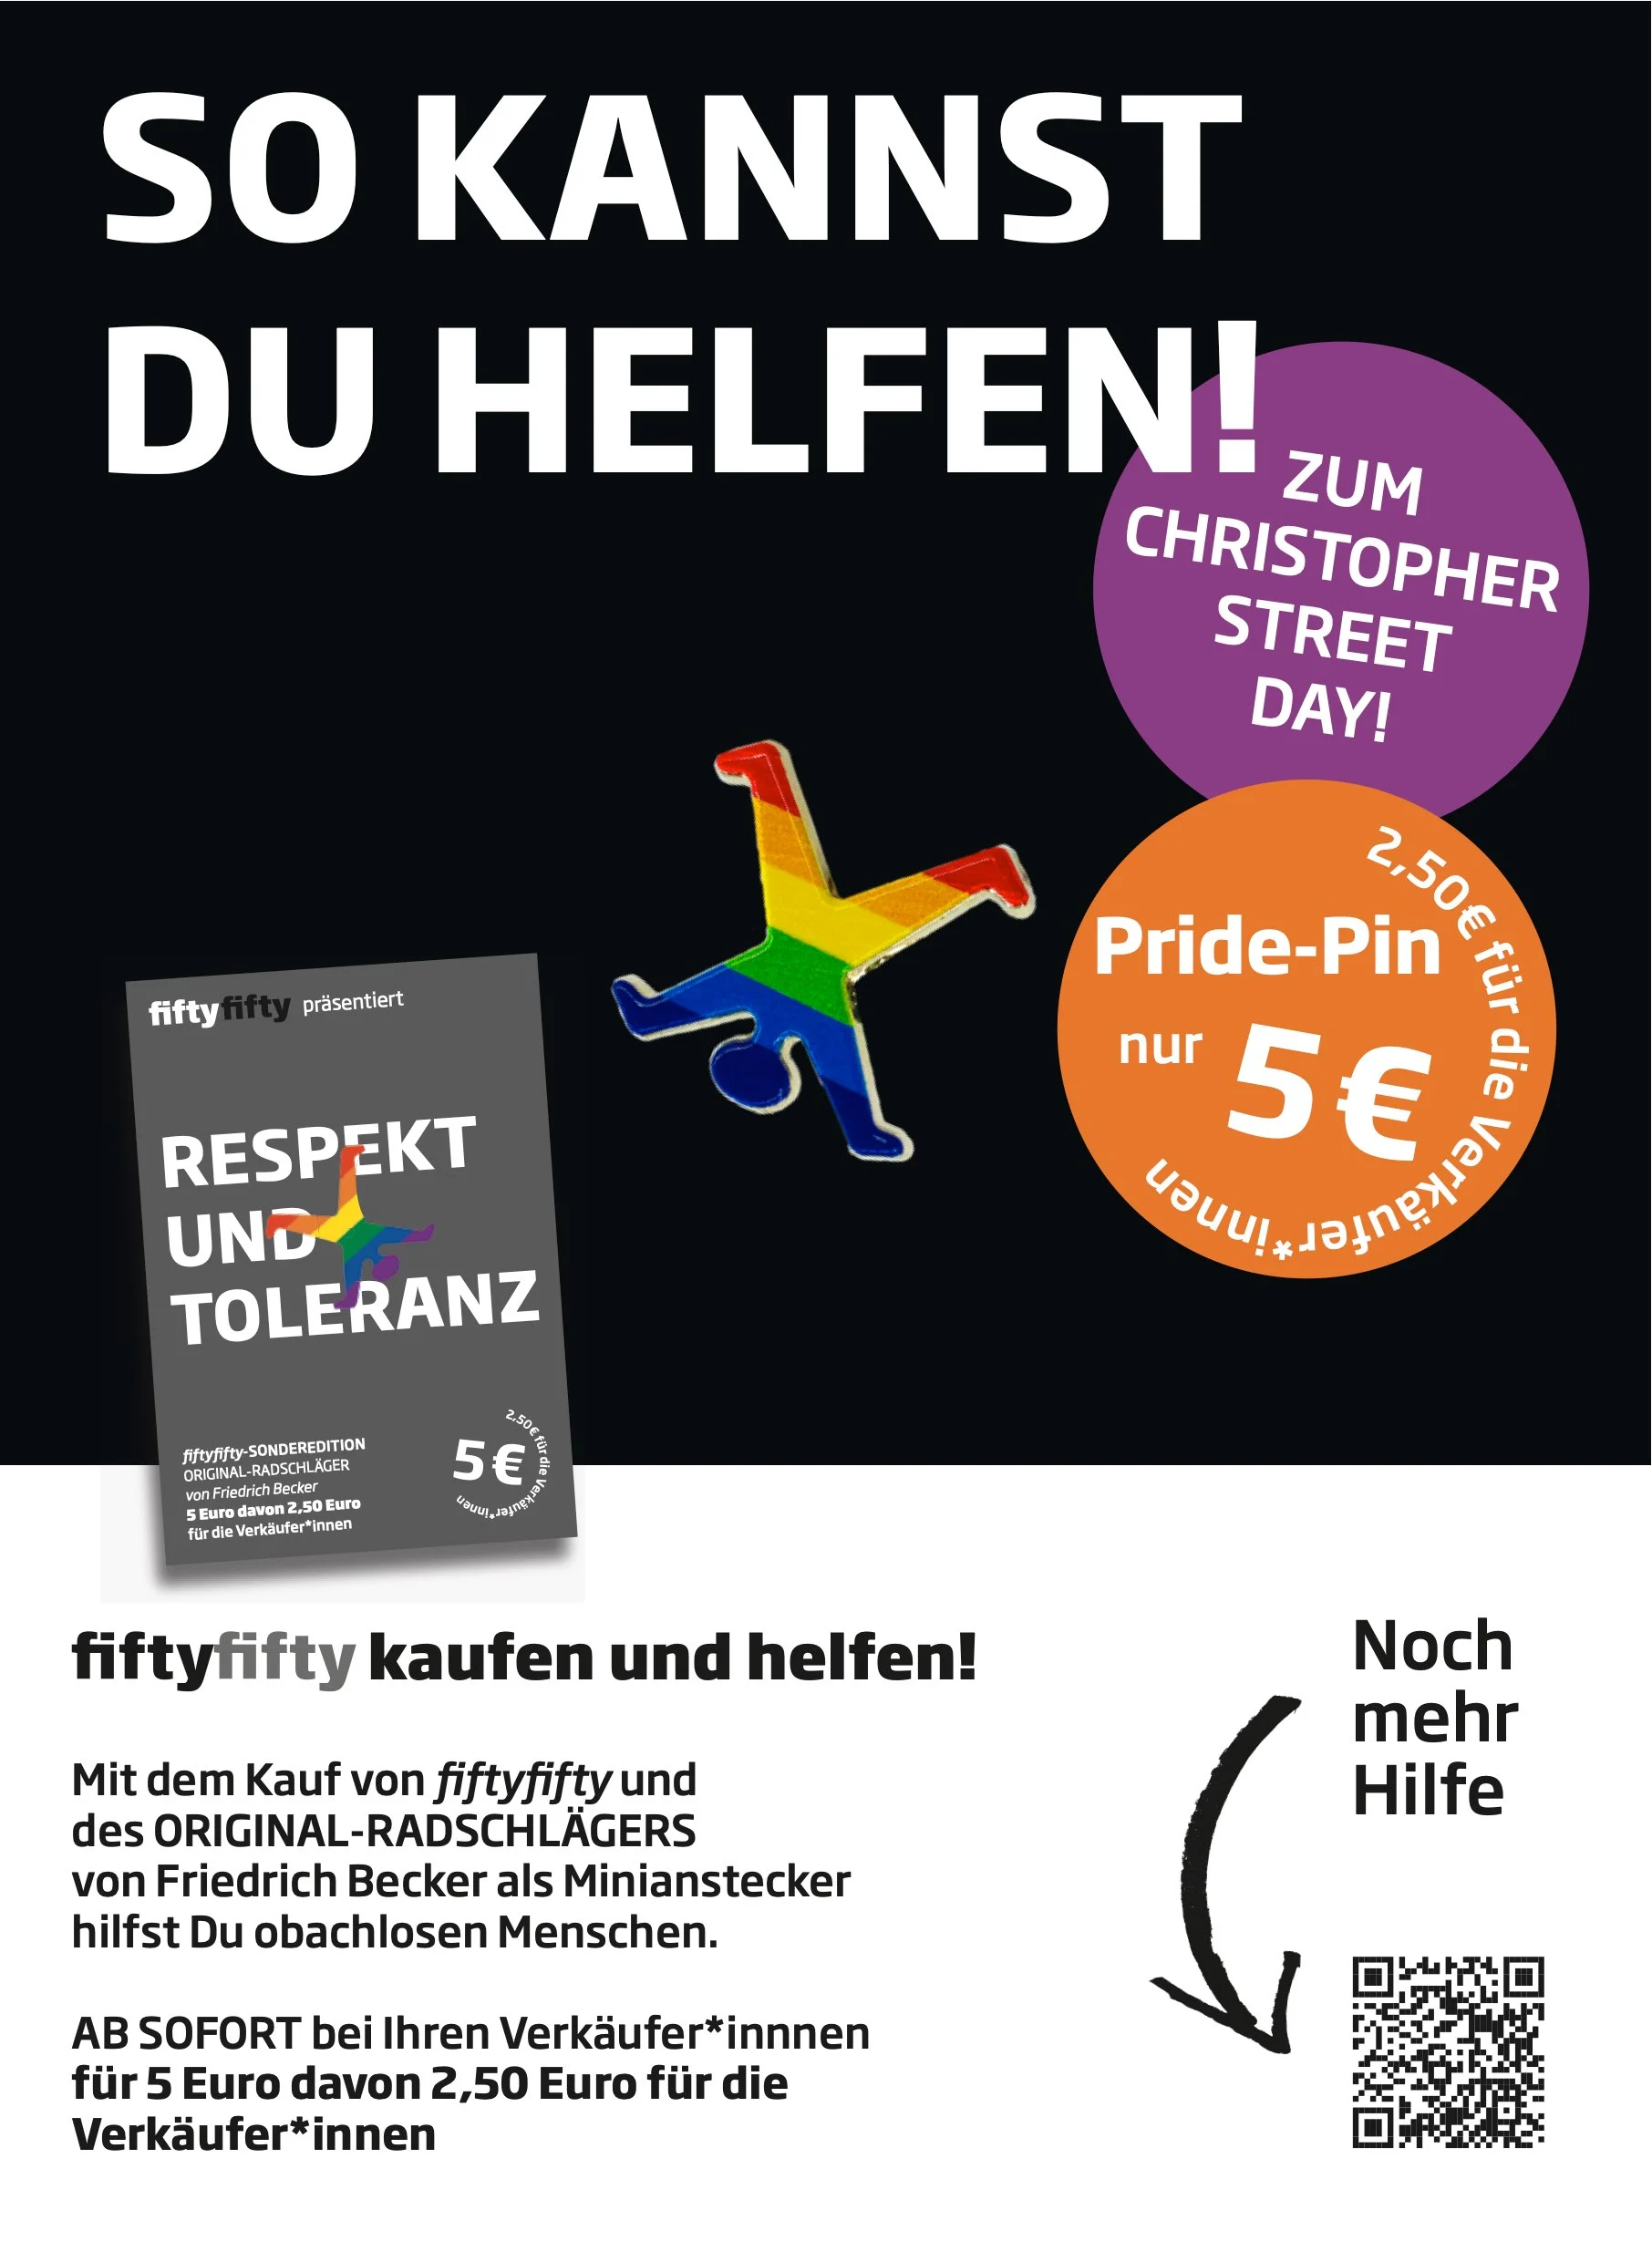 SO KANNST
DU HELFEN!
ZUM
CHRISTOPHER
STREET
DAY!
Pride-Pin
nur 5€
2,50€ für die Verkäufer*innen
fiftyfifty präsentiert
RESPEKT
UND
TOLERANZ
fiftyfifty-SONDEREDITION
ORIGINAL-RADSCHLÄGER
von Friedrich Becker
5 Euro davon 2,50 Euro
für die Verkäufer*innen
5€
2,50€ für die Verkäufer*innen
fiftyfifty kaufen und helfen!
Mit dem Kauf von fiftyfifty und
des ORIGINAL-RADSCHLÄGERS
von Friedrich Becker als Minianstecker
hilfst Du obachlosen Menschen.
AB SOFORT bei Ihren Verkäufer*innnen
für 5 Euro davon 2,50 Euro für die
Verkäufer*innen
Noch
mehr
Hilfe